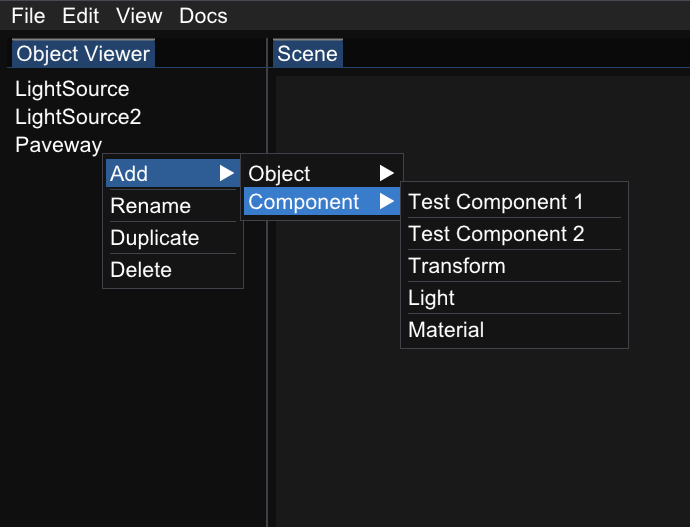 File Edit View Docs
Object Viewer
Scene
LightSource
LightSource2
Paveway
Add
Rename
Duplicate
Delete
Object
Component
Test Component 1
Test Component 2
Transform
Light
Material